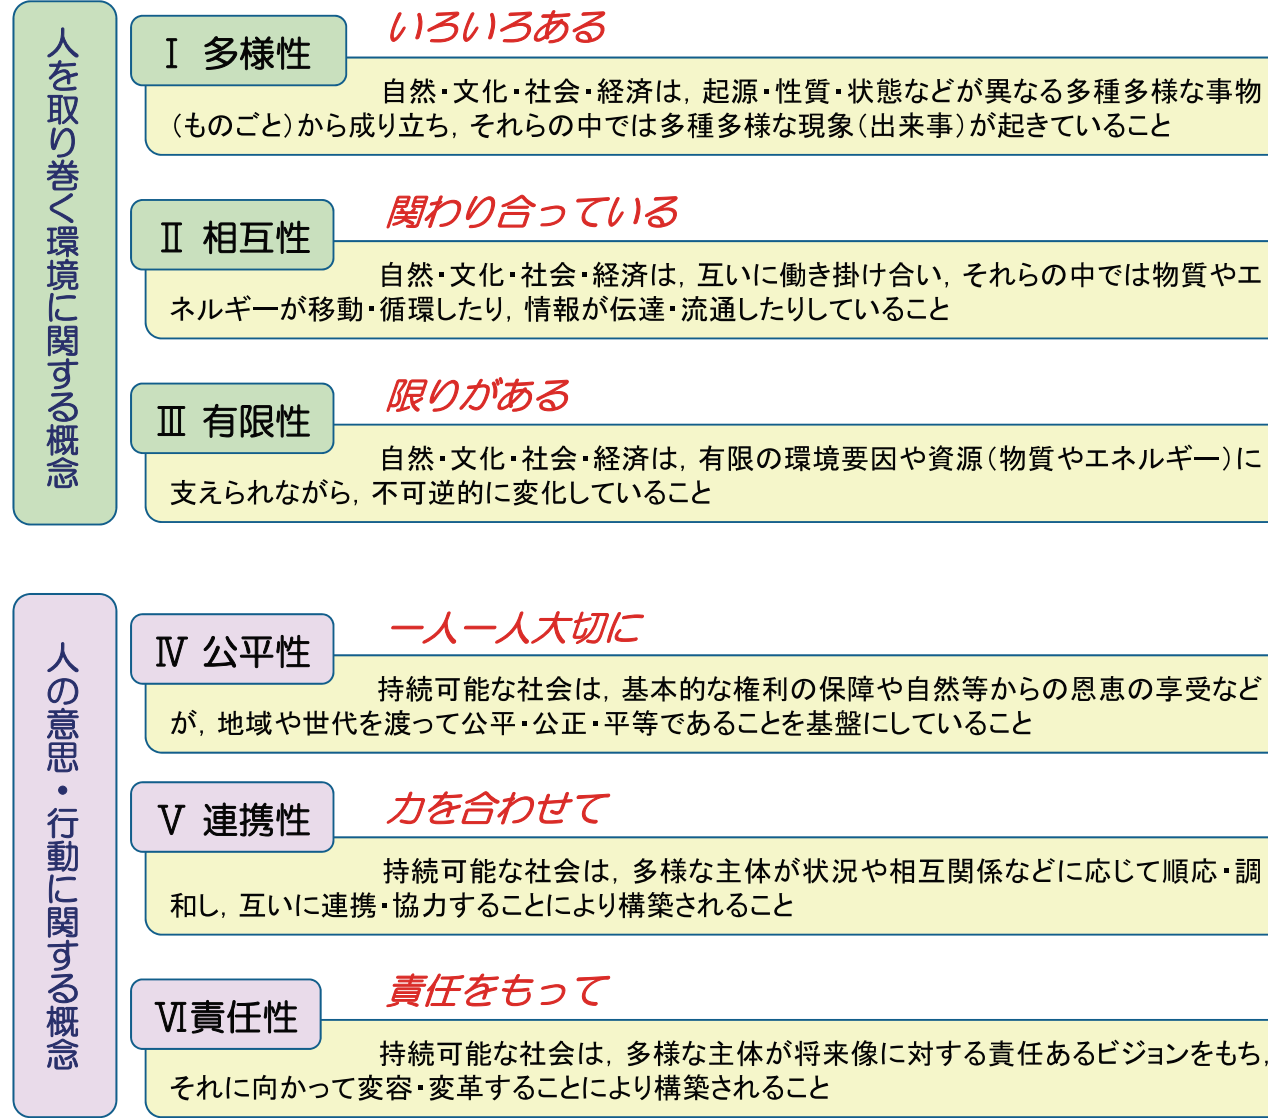 人を取り巻く環境に関する概念
Ⅰ 多様性
いろいろある
自然・文化・社会・経済は，起源・性質・状態などが異なる多種多様な事物
（ものごと）から成り立ち，それらの中では多種多様な現象（出来事）が起きていること
Ⅱ 相互性
関わり合っている
自然・文化・社会・経済は，互いに働き掛け合い，それらの中では物質やエ
ネルギーが移動・循環したり，情報が伝達・流通したりしていること
Ⅲ 有限性
限りがある
自然・文化・社会・経済は，有限の環境要因や資源（物質やエネルギー）に
支えられながら，不可逆的に変化していること
人の意思・行動に関する概念
Ⅳ 公平性
一人一人大切に
持続可能な社会は，基本的な権利の保障や自然等からの恩恵の享受など
が，地域や世代を渡って公平・公正・平等であることを基盤にしていること
Ⅴ 連携性
力を合わせて
持続可能な社会は，多様な主体が状況や相互関係などに応じて順応・調
和し，互いに連携・協力することにより構築されること
Ⅵ責任性
責任をもって
持続可能な社会は，多様な主体が将来像に対する責任あるビジョンをもち，
それに向かって変容・変革することにより構築されること